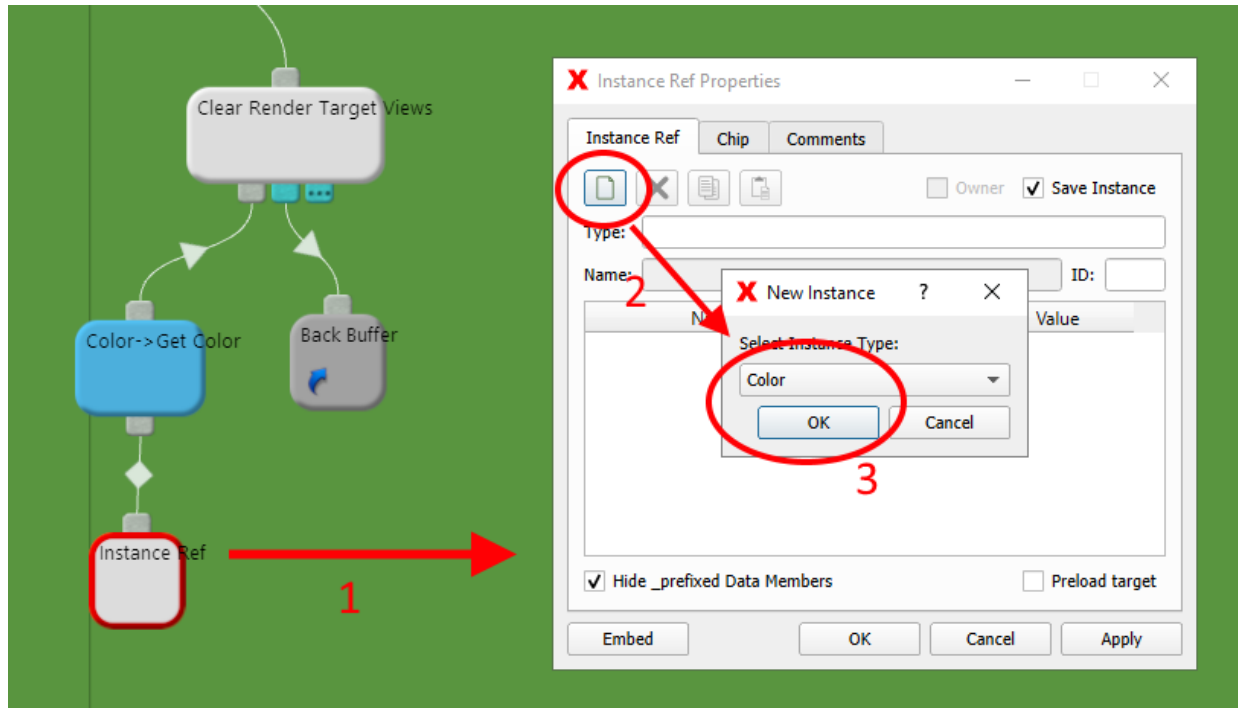 Clear Render Target Views
Color->Get Color
Back Buffer
Instance Ref
1
Instance Ref Properties
Instance Ref Chip Comments
Owner Save Instance
Type:
2
Name: ID:
Value
New Instance ?
Select Instance Type:
Color
OK Cancel
3
Hide _prefixed Data Members Preload target
Embed OK Cancel Apply